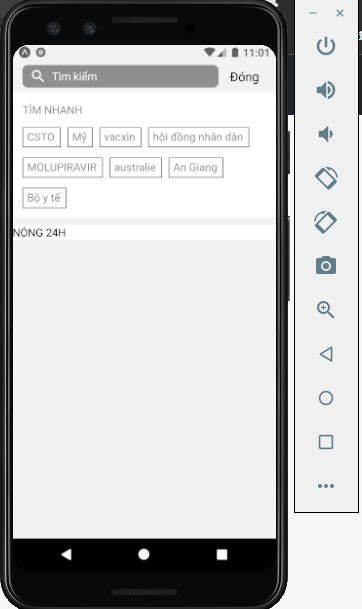 11:01
Tìm kiếm Đóng
TÌM NHANH
CSTO Mỹ vacxin hội đồng nhân dân
MOLUPIRAVIR australie An Giang
Bộ y tế
NÓNG 24H